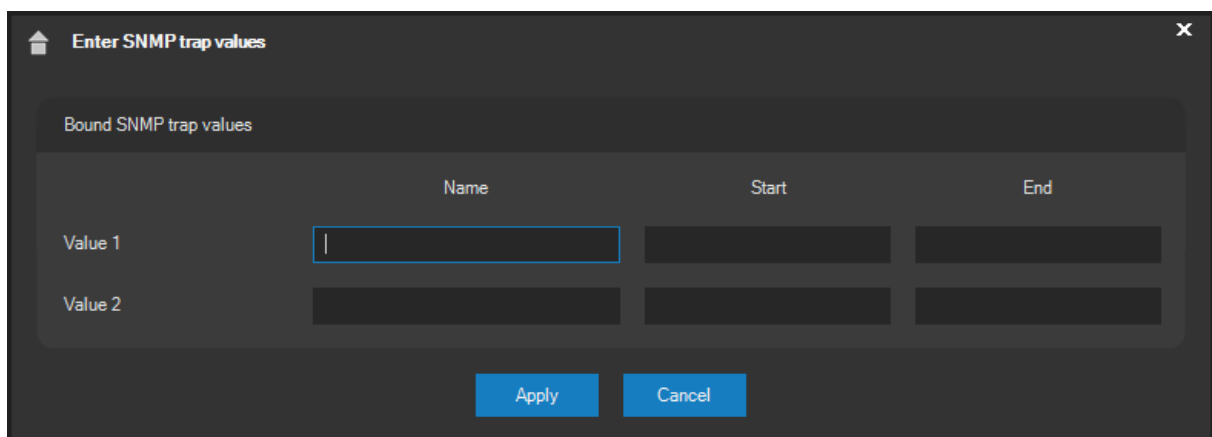 Enter SNMP trap values
Bound SNMP trap values
Name Start End
Value 1
Value 2
Apply Cancel